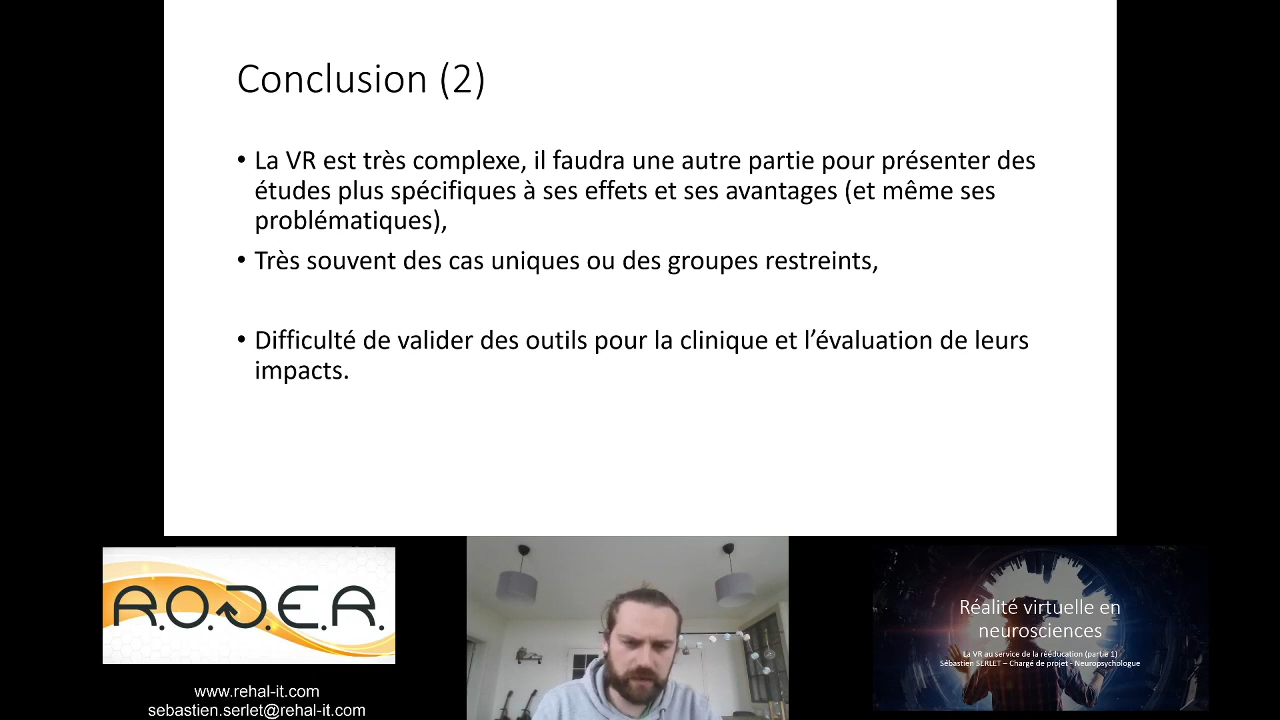 Conclusion (2)
• La VR est très complexe, il faudra une autre partie pour présenter des
études plus spécifiques à ses effets et ses avantages (et même ses
problématiques),
• Très souvent des cas uniques ou des groupes restreints,
• Difficulté de valider des outils pour la clinique et l’évaluation de leurs
impacts.
R.O.D.E.R.
www.rehal-it.com
sebastien.serlet@rehal-it.com
Réalité virtuelle en
neurosciences
La VR au service de la rééducation (partie 1)
Sébastien SERLET – Chargé de projet - Neuropsychologue